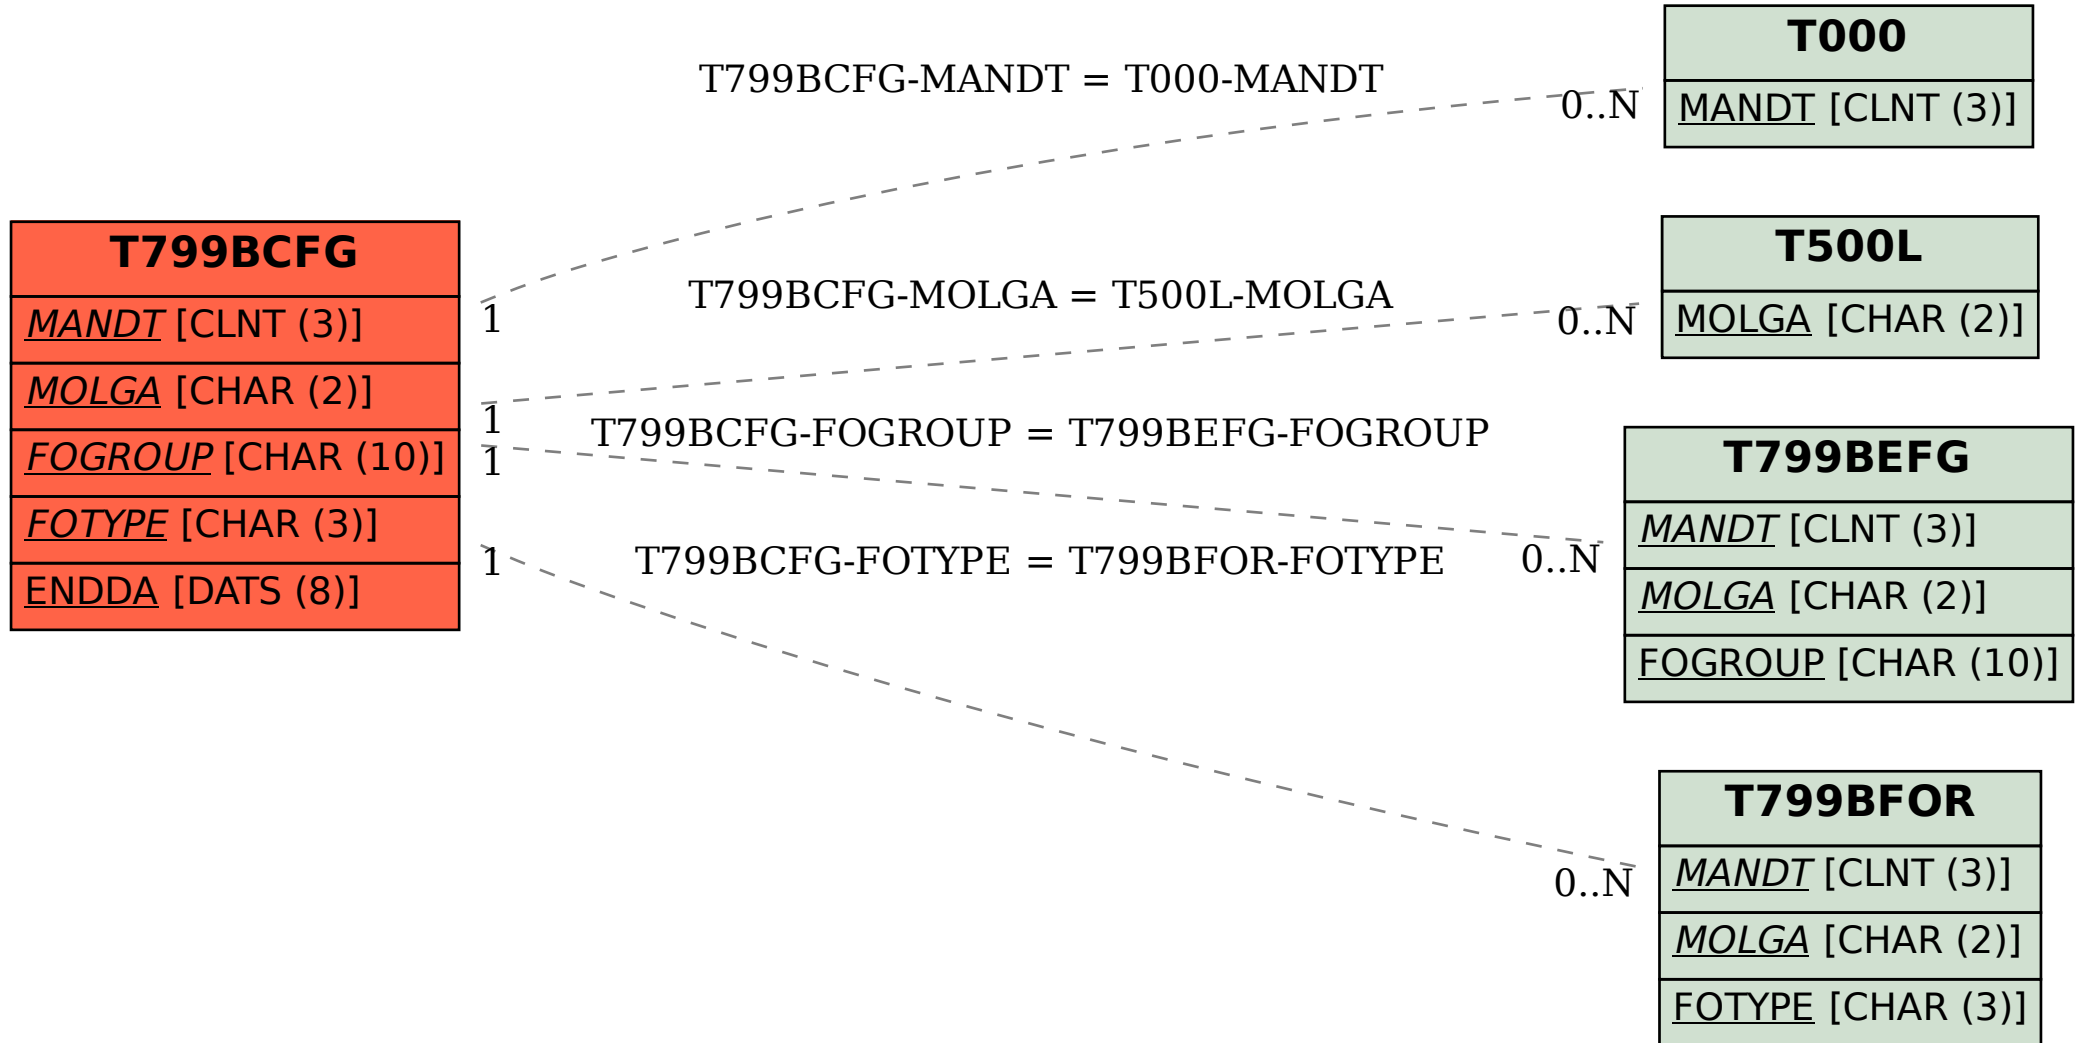 T799BCFG
MANDT [CLNT (3)]
MOLGA [CHAR (2)]
FOGROUP [CHAR (10)]
FOTYPE [CHAR (3)]
ENDDA [DATS (8)]
T799BCFG-MANDT = T000-MANDT
1
0..N
T799BCFG-MOLGA = T500L-MOLGA
1
0..N
T799BCFG-FOGROUP = T799BEFG-FOGROUP
1
0..N
T799BCFG-FOTYPE = T799BFOR-FOTYPE
1
0..N
T000
MANDT [CLNT (3)]
T500L
MOLGA [CHAR (2)]
T799BEFG
MANDT [CLNT (3)]
MOLGA [CHAR (2)]
FOGROUP [CHAR (10)]
T799BFOR
MANDT [CLNT (3)]
MOLGA [CHAR (2)]
FOTYPE [CHAR (3)]